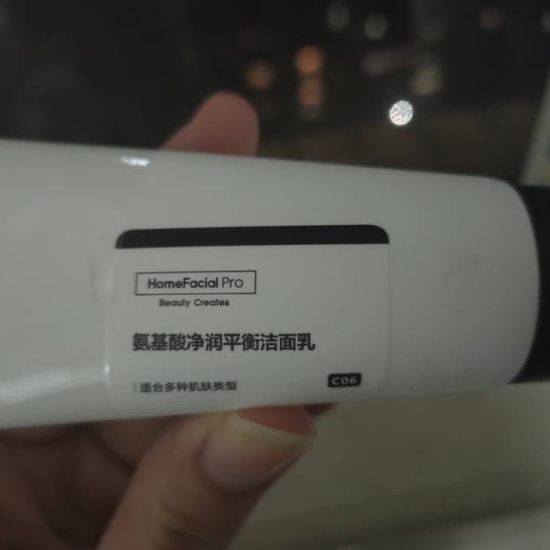 HomeFacial Pro
Beauty Creates
氨基酸净润平衡洁面乳
适合多种肌肤类型
C06